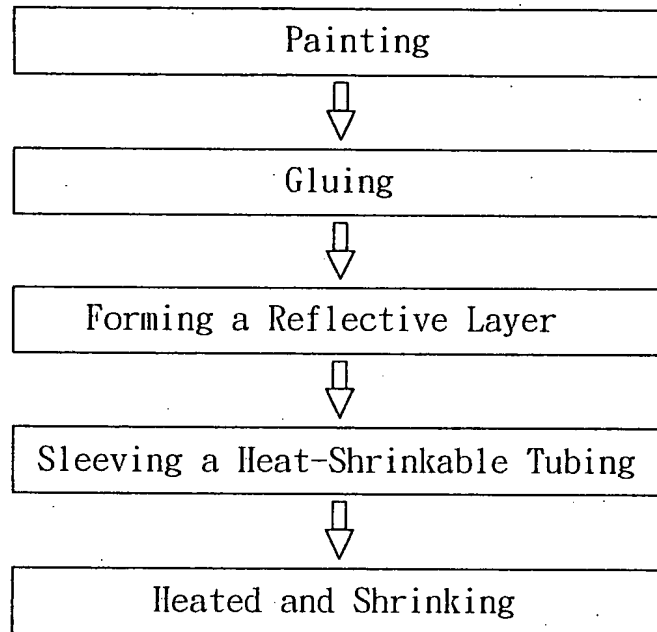 Painting
Gluing
Forming a Reflective Layer
Sleeving a Heat-Shrinkable Tubing
Heated and Shrinking